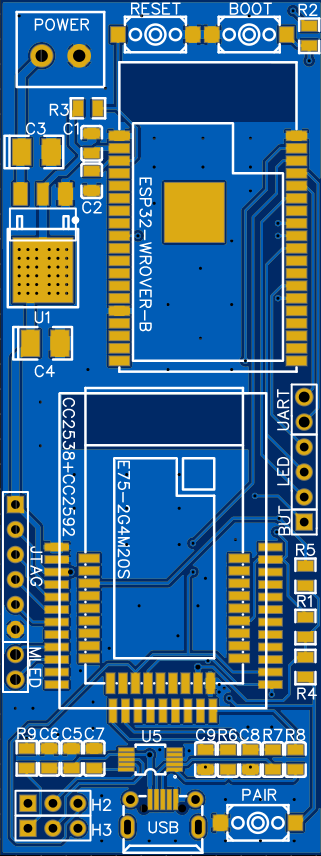 POWER
RESET
BOOT
R2
R3
C1
C3
C2
ESP32-WROVER-B
U1
C4
CC2538+CC2592
E75-2G4M20S
UART
LED
BUT
JTAG
MLED
R5
R1
R4
R9 C6 C5 C7
U5
C9 R6 C8 R7 R8
H2
H3
USB
PAIR